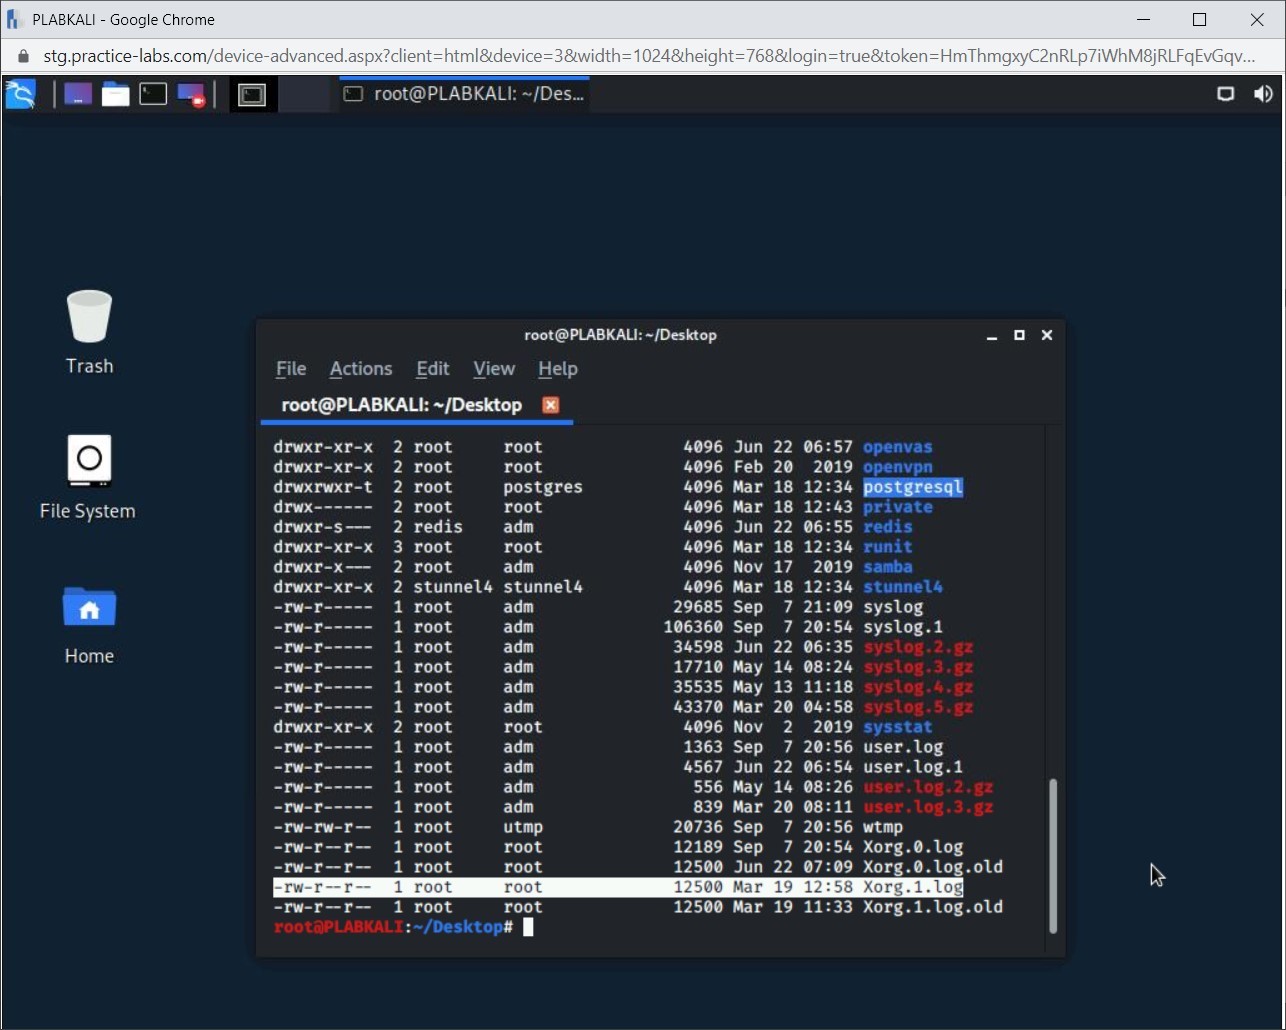 PLABKALI - Google Chrome
stg.practice-labs.com/device-advanced.aspx?client=html&device=3&width=1024&height=768&login=true&token=HmThmgxyC2nRLp7iWhM8jRLFqEvGqv...
root@PLABKALI: ~/Des...
Trash
File System
Home
root@PLABKALI: ~/Desktop
File Actions Edit View Help
root@PLABKALI: ~/Desktop
drwxr-xr-x 2 root root 4096 Jun 22 06:57 openvas
drwxr-xr-x 2 root root 4096 Feb 20 2019 openvpn
drwxrwxr-t 2 root postgres 4096 Mar 18 12:34 postgresql
drwx------ 2 root root 4096 Mar 18 12:43 private
drwxr-s--- 2 redis adm 4096 Jun 22 06:55 redis
drwxr-xr-x 3 root root 4096 Mar 18 12:34 runit
drwxr-x--- 2 root adm 4096 Nov 17 2019 samba
drwxr-xr-x 2 stunnel4 stunnel4 4096 Mar 18 12:34 stunnel4
-rw-r----- 1 root adm 29685 Sep 7 21:09 syslog
-rw-r----- 1 root adm 106360 Sep 7 20:54 syslog.1
-rw-r----- 1 root adm 34598 Jun 22 06:35 syslog.2.gz
-rw-r----- 1 root adm 17710 May 14 08:24 syslog.3.gz
-rw-r----- 1 root adm 35535 May 13 11:18 syslog.4.gz
-rw-r----- 1 root adm 43370 Mar 20 04:58 syslog.5.gz
drwxr-xr-x 2 root root 4096 Nov 2 2019 sysstat
-rw-r----- 1 root adm 1363 Sep 7 20:56 user.log
-rw-r----- 1 root adm 4567 Jun 22 06:54 user.log.1
-rw-r----- 1 root adm 556 May 14 08:26 user.log.2.gz
-rw-r----- 1 root adm 839 Mar 20 08:11 user.log.3.gz
-rw-rw-r-- 1 root utmp 20736 Sep 7 20:56 wtmp
-rw-r--r-- 1 root root 12189 Sep 7 20:54 Xorg.0.log
-rw-r--r-- 1 root root 12500 Jun 22 07:09 Xorg.0.log.old
-rw-r--r-- 1 root root 12500 Mar 19 12:58 Xorg.1.log
-rw-r--r-- 1 root root 12500 Mar 19 11:33 Xorg.1.log.old
root@PLABKALI:~/Desktop#